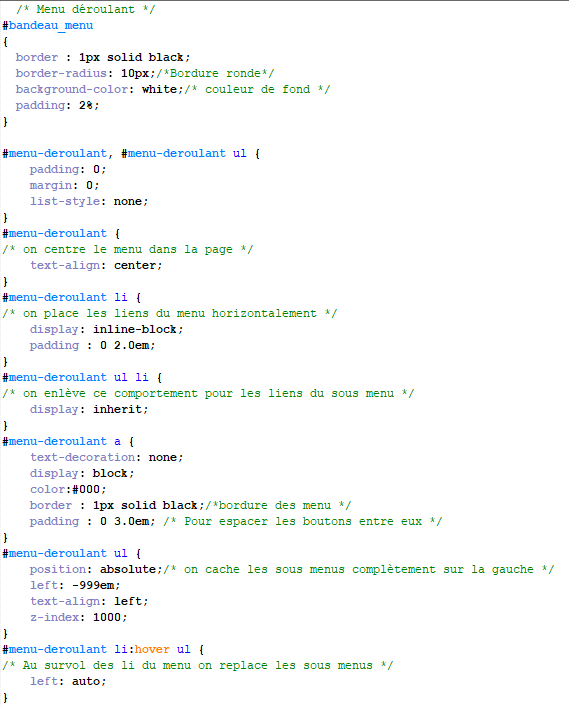 /* Menu déroulant */
#bandeau_menu
{
border : 1px solid black;
border-radius: 10px;/*Bordure ronde*/
background-color: white;/* couleur de fond */
padding: 2%;
}
#menu-deroulant, #menu-deroulant ul {
padding: 0;
margin: 0;
list-style: none;
}
#menu-deroulant {
/* on centre le menu dans la page */
text-align: center;
}
#menu-deroulant li {
/* on place les liens du menu horizontalement */
display: inline-block;
padding : 0 2.0em;
}
#menu-deroulant ul li {
/* on enlève ce comportement pour les liens du sous menu */
display: inherit;
}
#menu-deroulant a {
text-decoration: none;
display: block;
color:#000;
border : 1px solid black;/*bordure des menu */
padding : 0 3.0em; /* Pour espacer les boutons entre eux */
}
#menu-deroulant ul {
position: absolute;/* on cache les sous menus complètement sur la gauche */
left: -999em;
text-align: left;
z-index: 1000;
}
#menu-deroulant li:hover ul {
/* Au survol des li du menu on replace les sous menus */
left: auto;
}